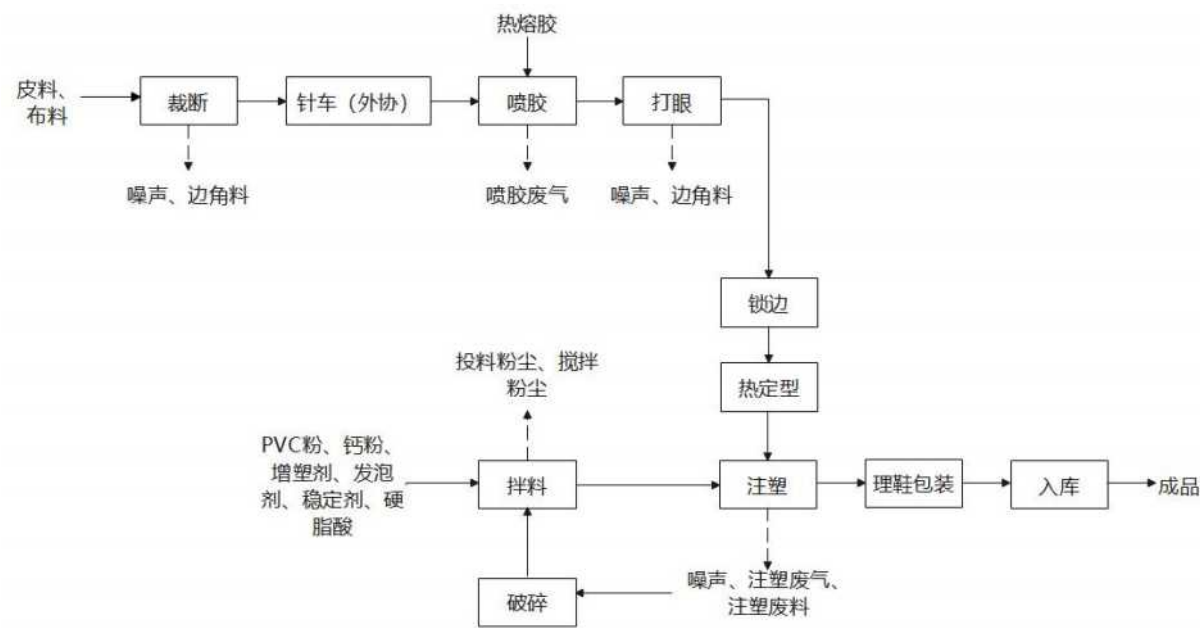 热熔胶
皮料、
布料
裁断
针车（外协）
喷胶
打眼
噪声、边角料
喷胶废气
噪声、边角料
锁边
投料粉尘、搅拌
粉尘
热定型
PVC粉、钙粉、
增塑剂、发泡
剂、稳定剂、硬
脂酸
拌料
注塑
理鞋包装
入库
成品
破碎
噪声、注塑废气、
注塑废料